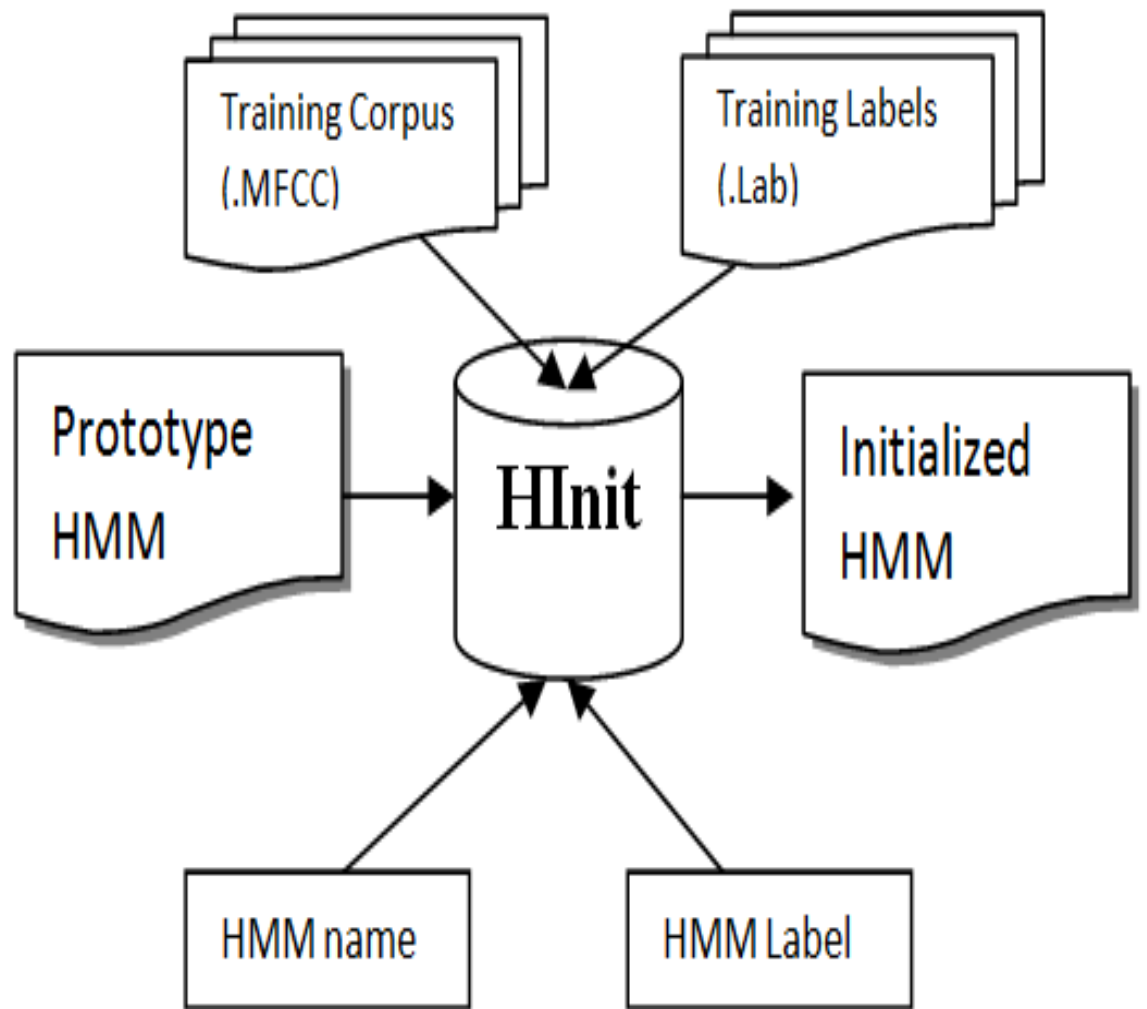 Training Corpus
(.MFCC)
Training Labels
(.Lab)
Prototype
HMM
HInit
Initialized
HMM
HMM name
HMM Label